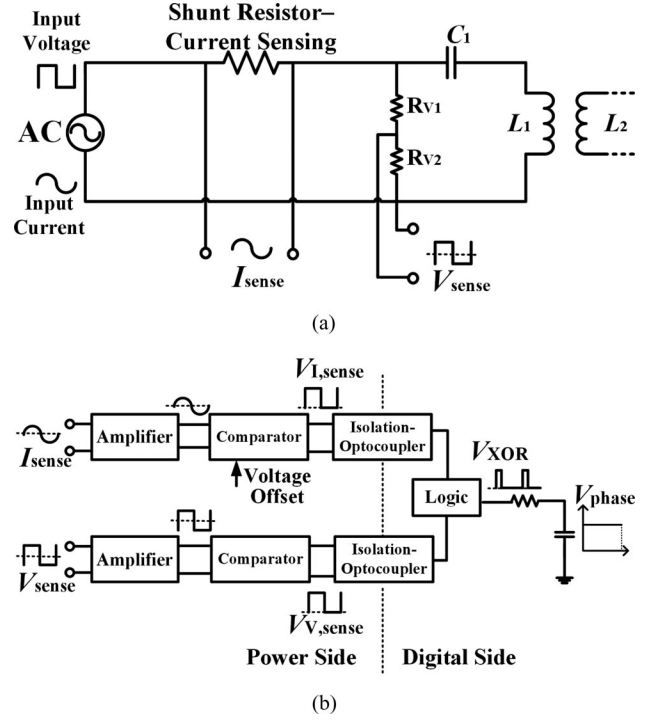 Input
Voltage
Shunt Resistor–
Current Sensing
C1
AC
RV1
RV2
L1
L2
Input
Current
Isense
Vsense
(a)
VI,sense
Isense
Amplifier
Comparator
Isolation-
Optocoupler
Voltage
Offset
VXOR
Logic
Vphase
Vsense
Amplifier
Comparator
Isolation-
Optocoupler
VV,sense
Power Side
Digital Side
(b)